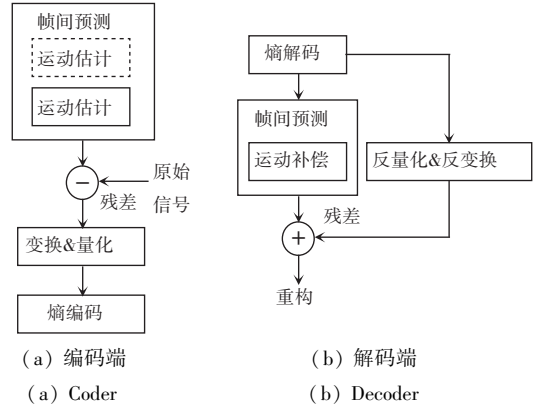 帧间预测
运动估计
运动估计
−
原始
信号
残差
变换&量化
熵编码
(a) 编码端
(a) Coder
熵解码
帧间预测
运动补偿
反量化&反变换
残差
+
重构
(b) 解码端
(b) Decoder